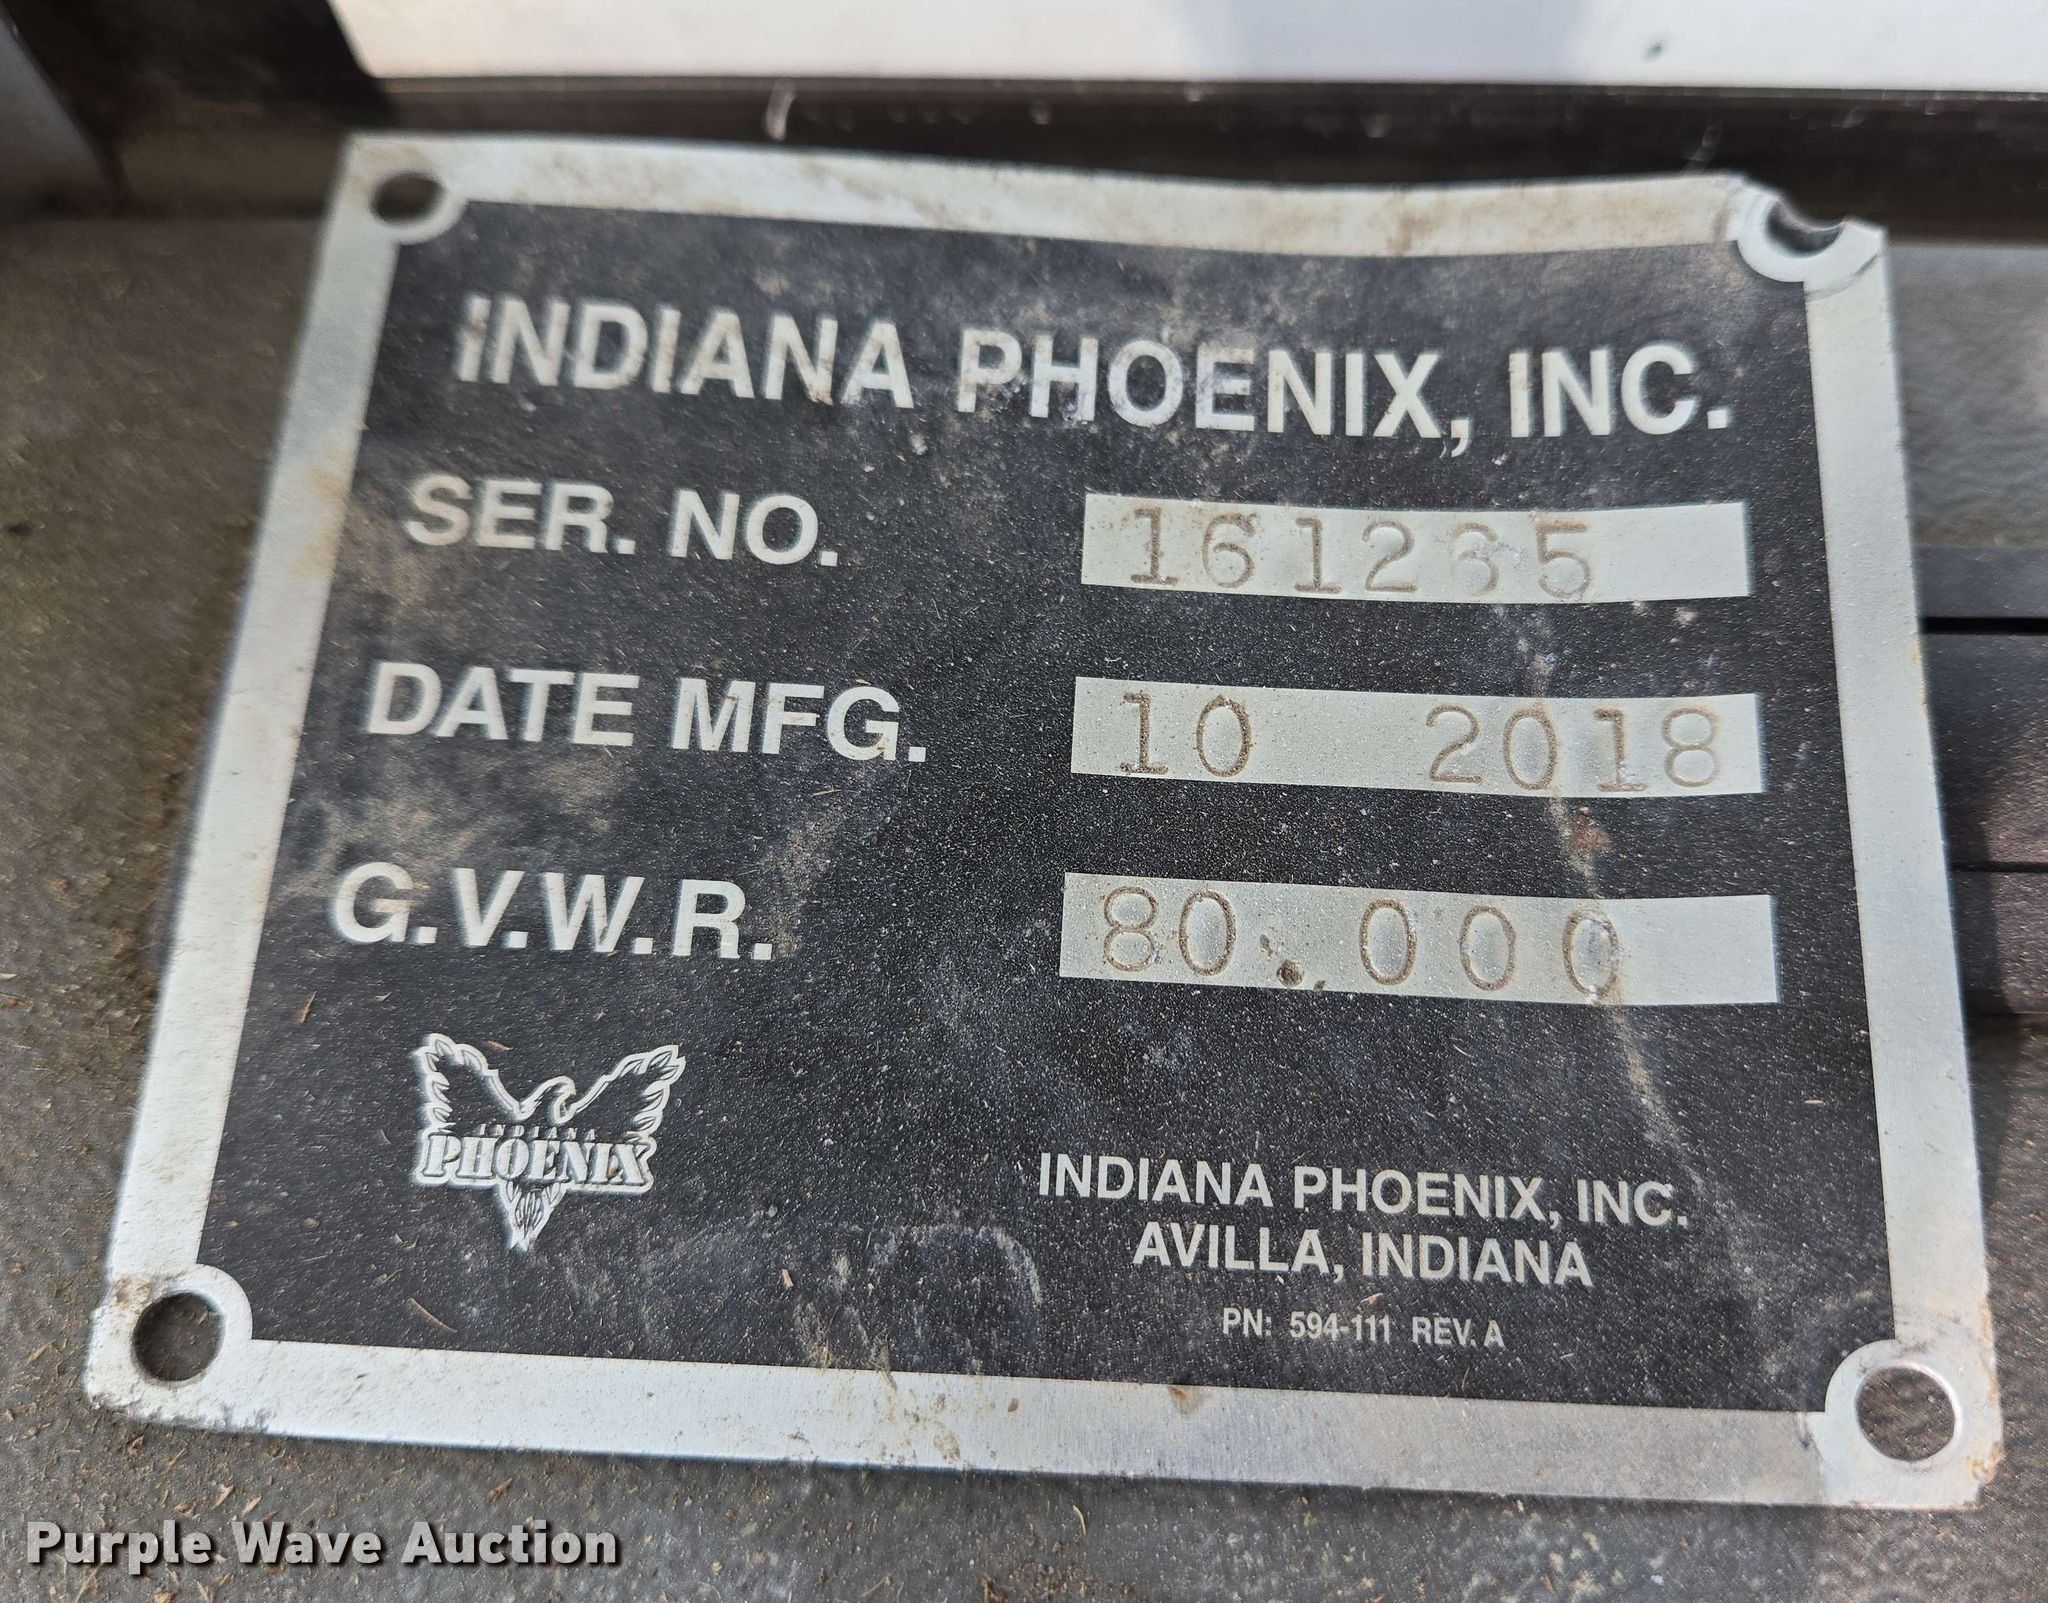 INDIANA PHOENIX, INC.
SER. NO. 161265
DATE MFG. 10 2018
G.V.W.R. 80,000
INDIANA
PHOENIX
INDIANA PHOENIX, INC.
AVILLA, INDIANA
PN: 594-111 REV. A
Purple Wave Auction